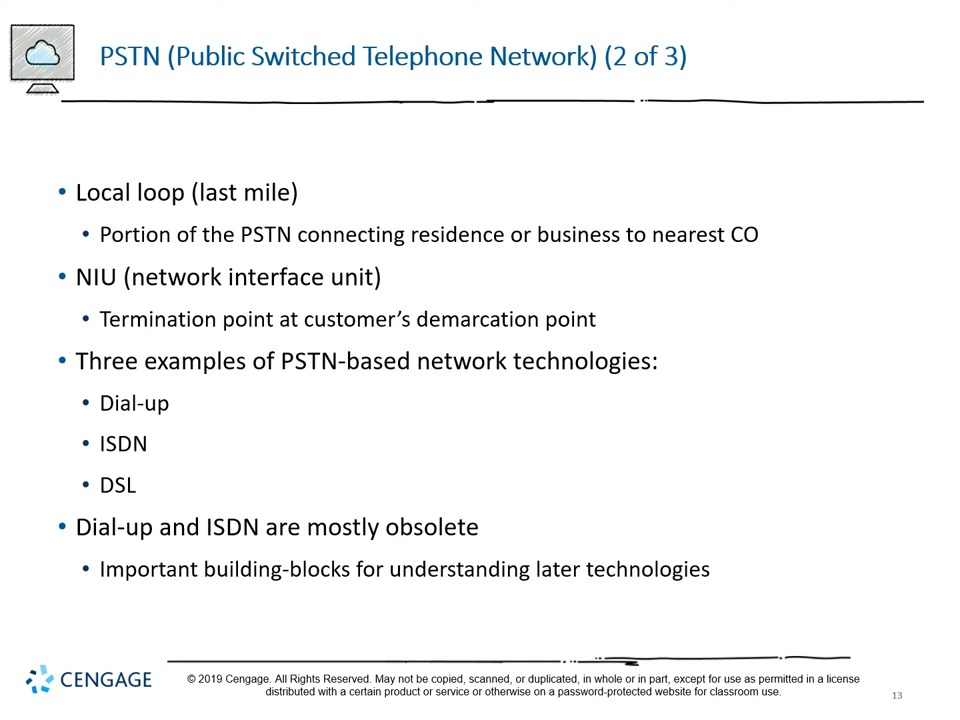 PSTN (Public Switched Telephone Network) (2 of 3)
• Local loop (last mile)
• Portion of the PSTN connecting residence or business to nearest CO
• NIU (network interface unit)
• Termination point at customer’s demarcation point
• Three examples of PSTN-based network technologies:
• Dial-up
• ISDN
• DSL
• Dial-up and ISDN are mostly obsolete
• Important building-blocks for understanding later technologies
CENGAGE
© 2019 Cengage. All Rights Reserved. May not be copied, scanned, or duplicated, in whole or in part, except for use as permitted in a license
distributed with a certain product or service or otherwise on a password-protected website for classroom use.
13